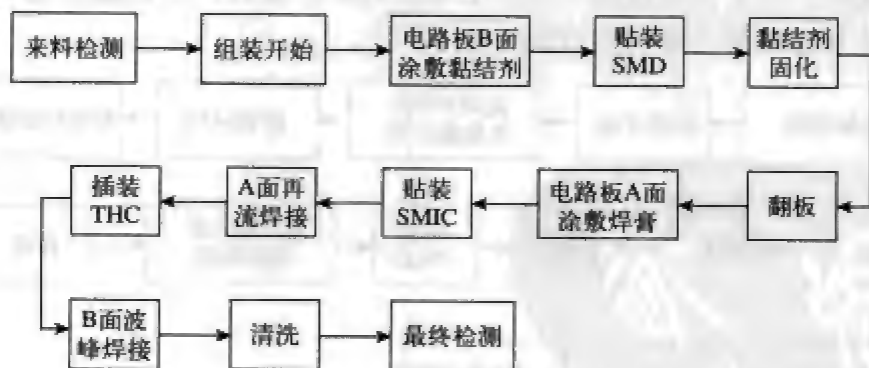 来料检测
组装开始
电路板B面
涂敷黏结剂
贴装
SMD
黏结剂
固化
翻板
电路板A面
涂敷焊膏
贴装
SMIC
A面再
流焊接
插装
THC
B面波
峰焊接
清洗
最终检测